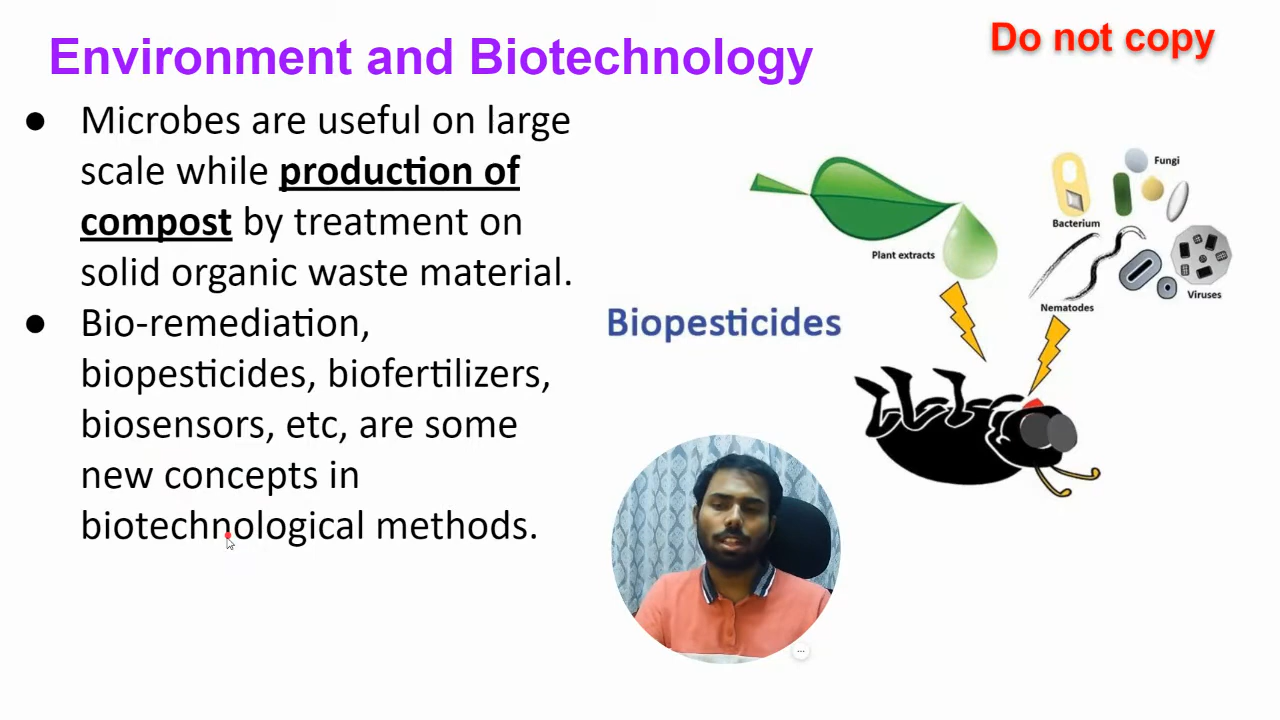 Environment and Biotechnology
Do not copy
● Microbes are useful on large
scale while production of
compost by treatment on
solid organic waste material.
● Bio-remediation,
biopesticides, biofertilizers,
biosensors, etc, are some
new concepts in
biotechnological methods.
Biopesticides
Plant extracts
Fungi
Bacterium
Nematodes
Viruses